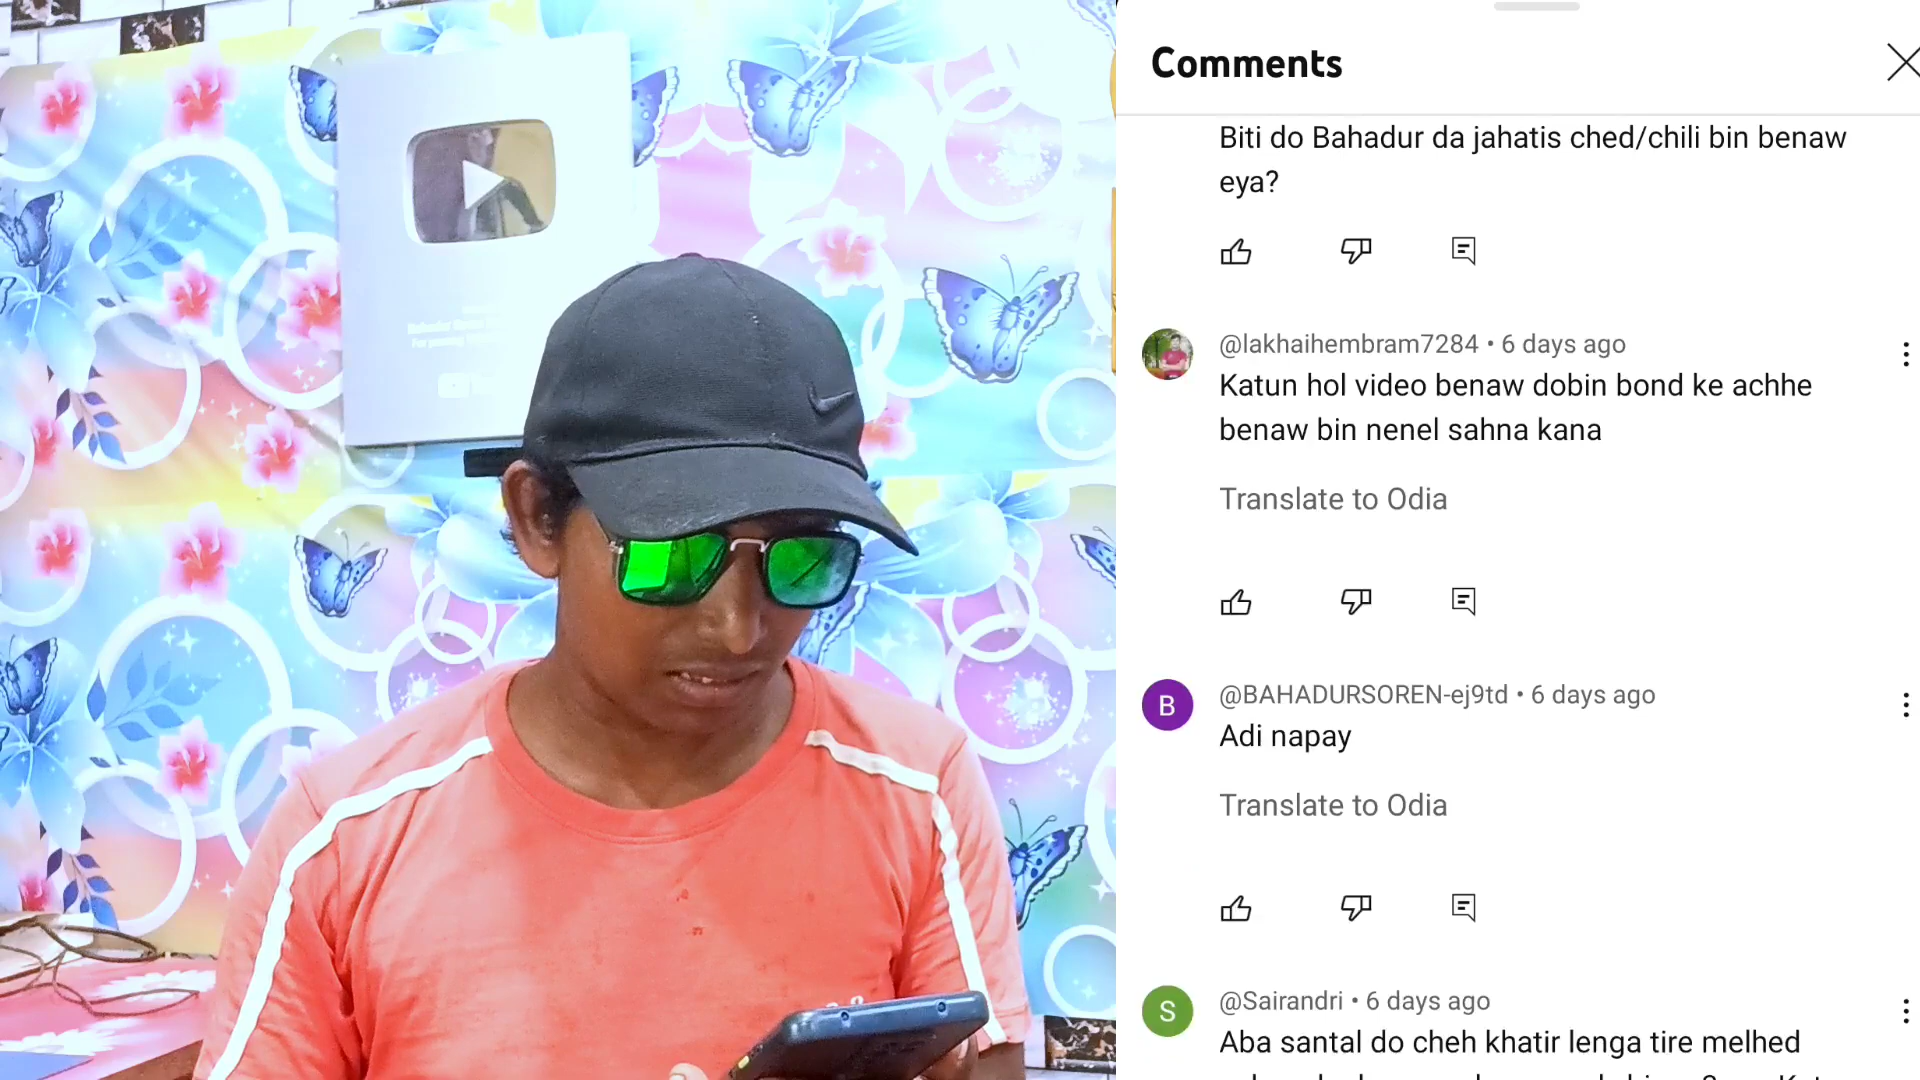 Comments
Biti do Bahadur da jahatis ched/chili bin benaw
eya?
@lakhaihembram7284 • 6 days ago
Katun hol video benaw dobin bond ke achhe
benaw bin nenel sahna kana
Translate to Odia
B
@BAHADURSOREN-ej9td • 6 days ago
Adi napay
Translate to Odia
S
@Sairandri • 6 days ago
Aba santal do cheh khatir lenga tire melhed